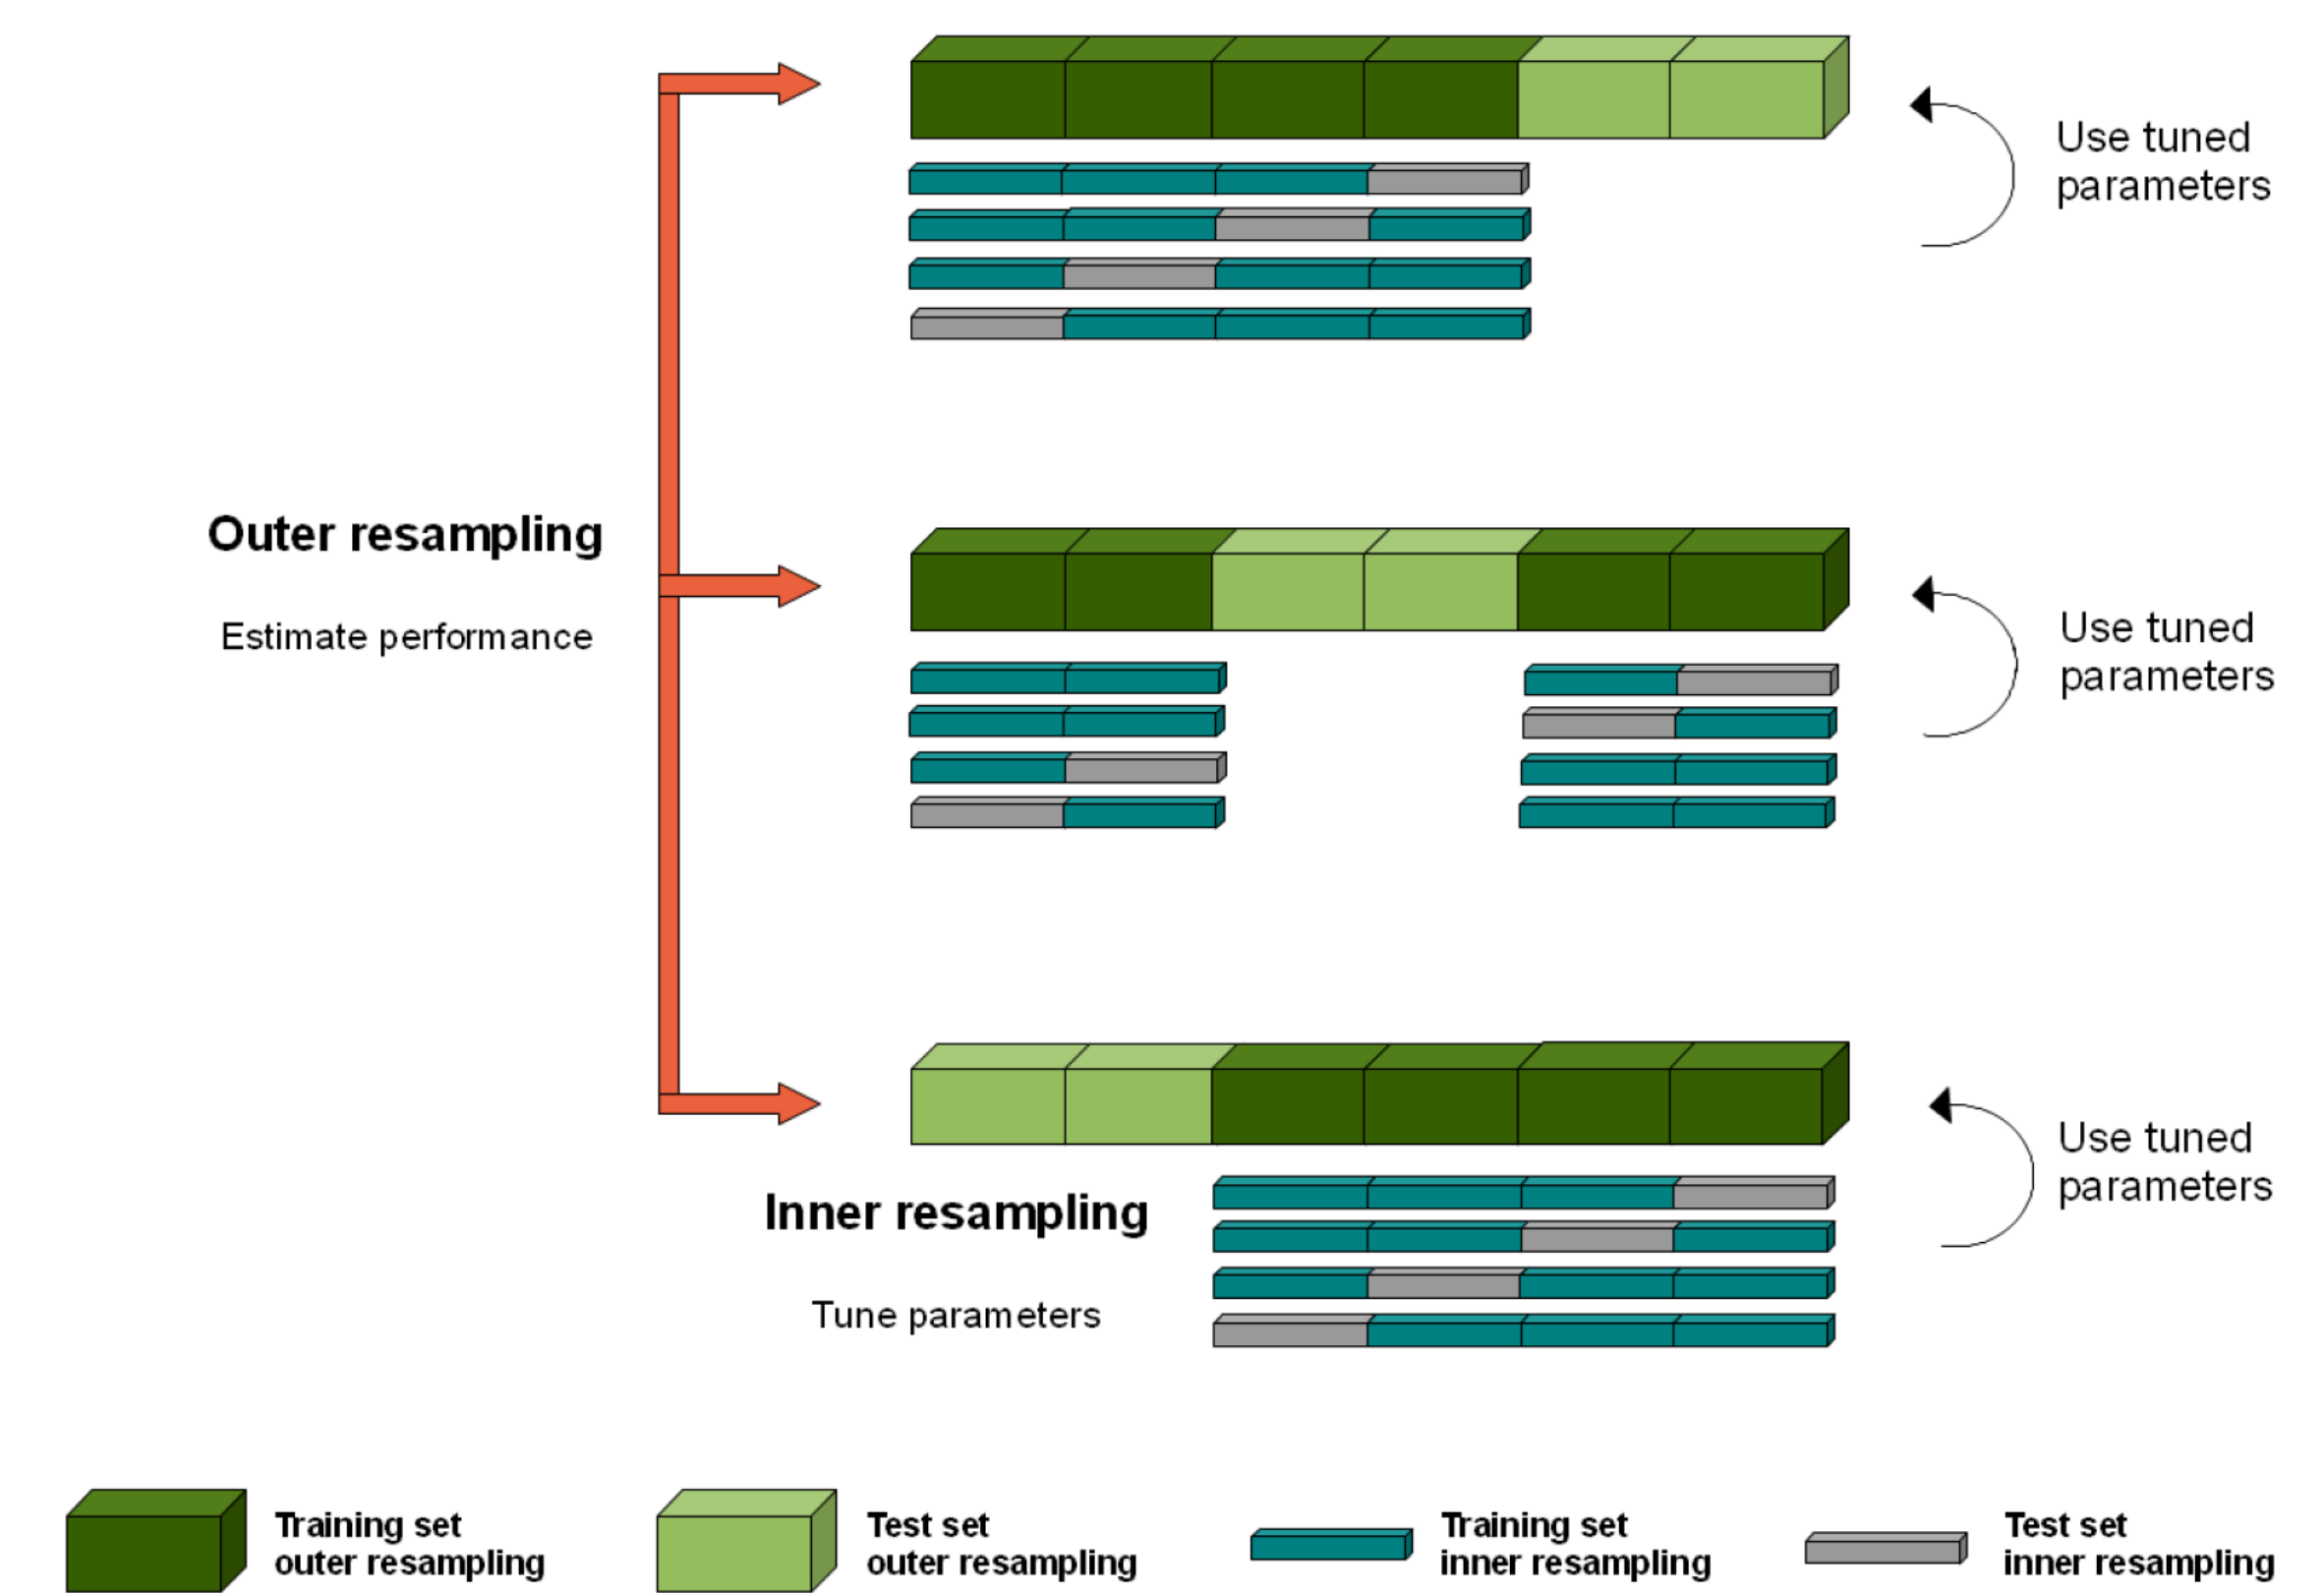 Use tuned
parameters
Outer resampling
Estimate performance
Use tuned
parameters
Use tuned
parameters
Inner resampling
Tune parameters
Training set
outer resampling
Test set
outer resampling
Training set
inner resampling
Test set
inner resampling